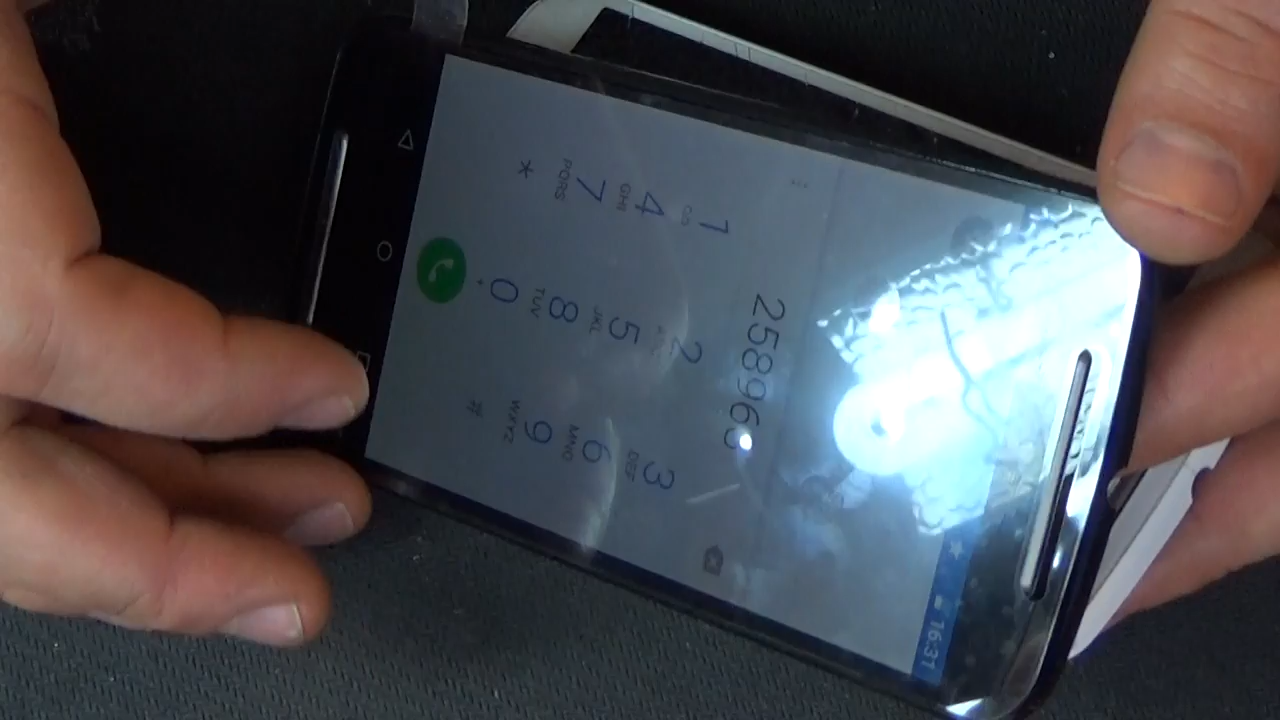 16:31
258966
1 2 3
ABC DEF
4 5 6
GHI JKL MNO
7 8 9
PQRS TUV WXYZ
* 0 #
+